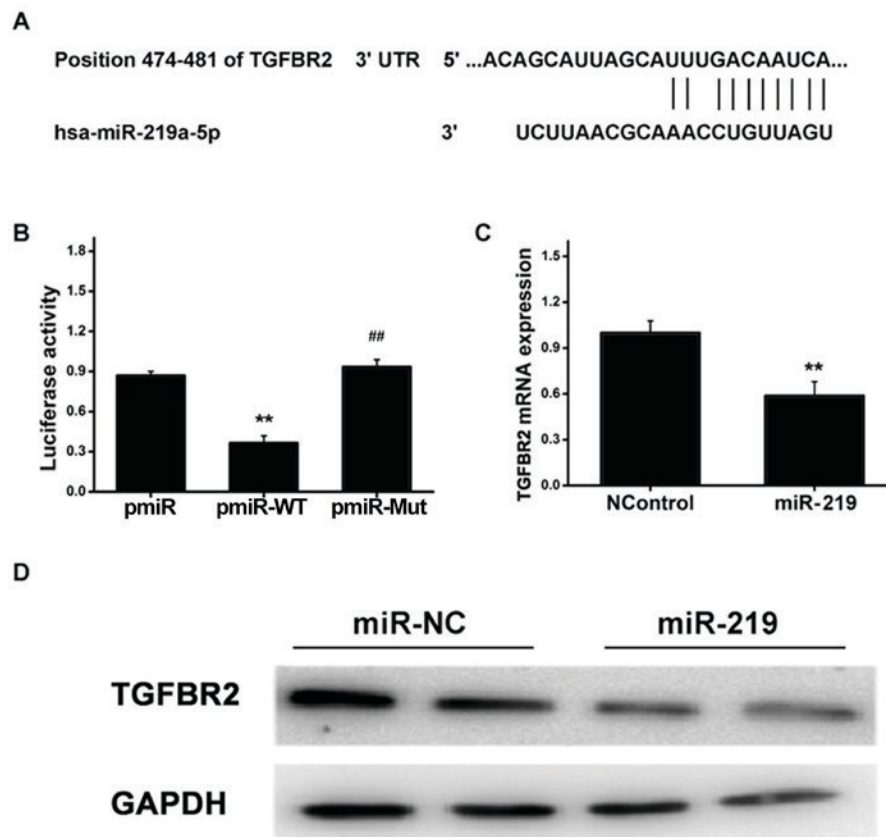 A
Position 474-481 of TGFBR2 3' UTR 5' ...ACAGCAUUAGCAUUUGACAAUCA...
hsa-miR-219a-5p 3' UCUUAACGCAAACCUGUUAGU
B
Luciferase activity
1.8
1.5
1.2
0.9
0.6
0.3
0.0
**
##
pmiR pmiR-WT pmiR-Mut
C
TGFBR2 mRNA expression
1.5
1.2
0.9
0.6
0.3
0.0
**
NControl miR-219
D
miR-NC miR-219
TGFBR2
GAPDH